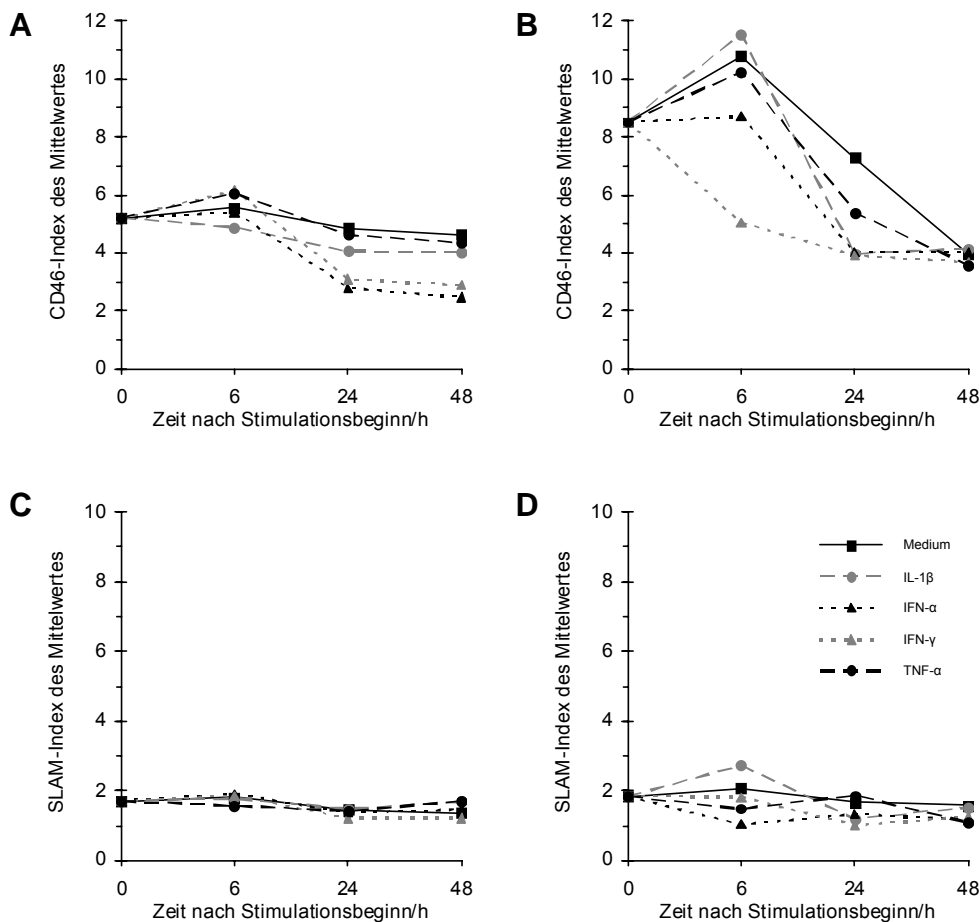 A
CD46-Index des Mittelwertes
12
10
8
6
4
2
0
0 6 24 48
Zeit nach Stimulationsbeginn/h
B
CD46-Index des Mittelwertes
12
10
8
6
4
2
0
0 6 24 48
Zeit nach Stimulationsbeginn/h
C
SLAM-Index des Mittelwertes
10
8
6
4
2
0
0 6 24 48
Zeit nach Stimulationsbeginn/h
D
SLAM-Index des Mittelwertes
10
8
6
4
2
0
0 6 24 48
Zeit nach Stimulationsbeginn/h
Medium
IL-1β
IFN-α
IFN-γ
TNF-α